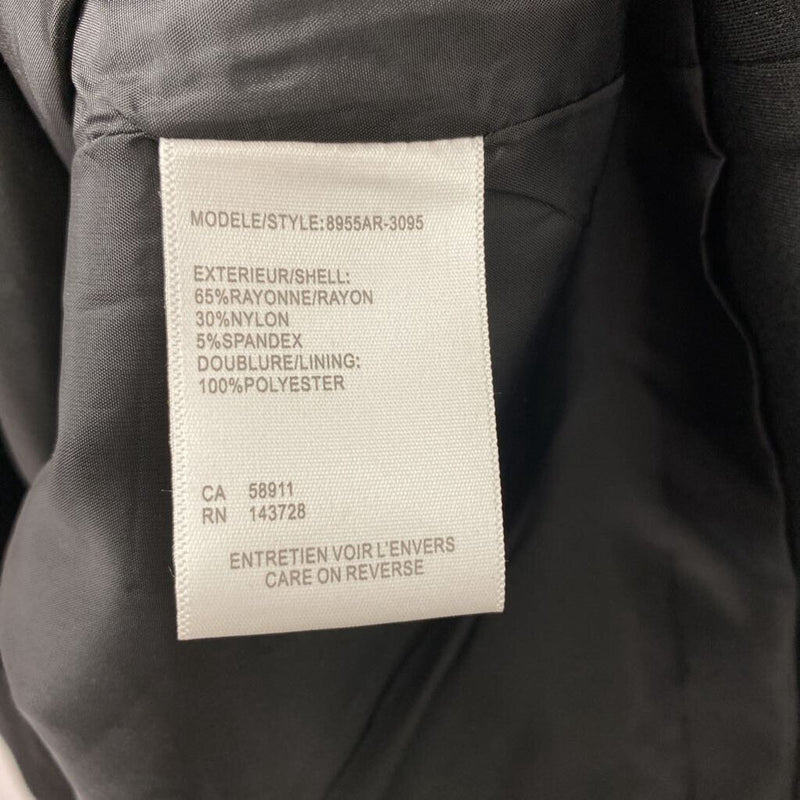 MODELE/STYLE:8955AR-3095
EXTERIEUR/SHELL:
65%RAYONNE/RAYON
30%NYLON
5%SPANDEX
DOUBLURE/LINING:
100%POLYESTER
CA 58911
RN 143728
ENTRETIEN VOIR L'ENVERS
CARE ON REVERSE